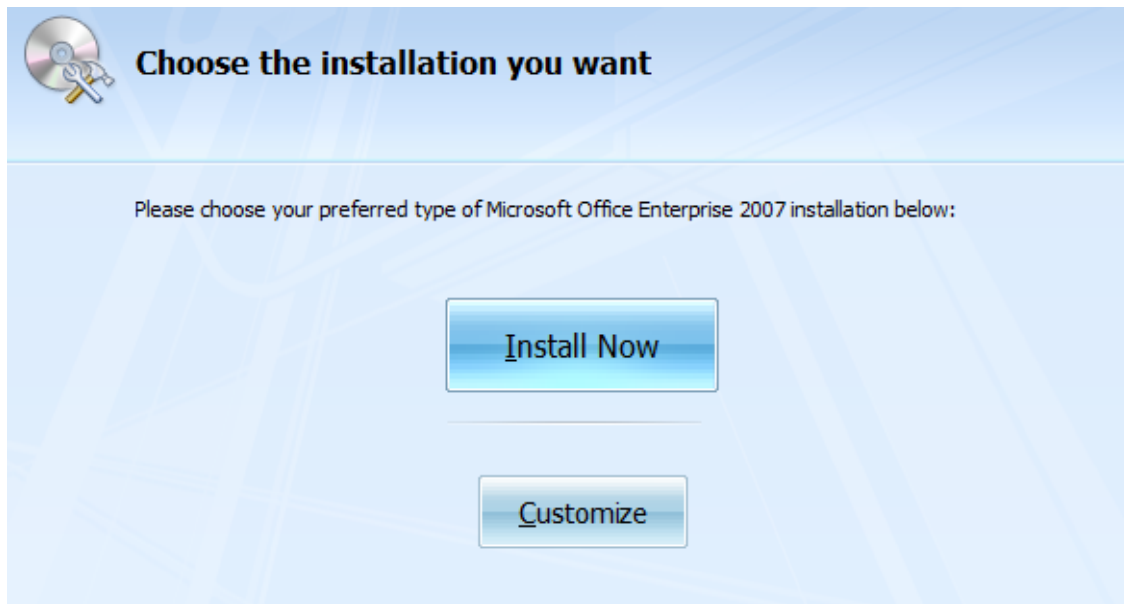 Choose the installation you want
Please choose your preferred type of Microsoft Office Enterprise 2007 installation below:
Install Now
Customize